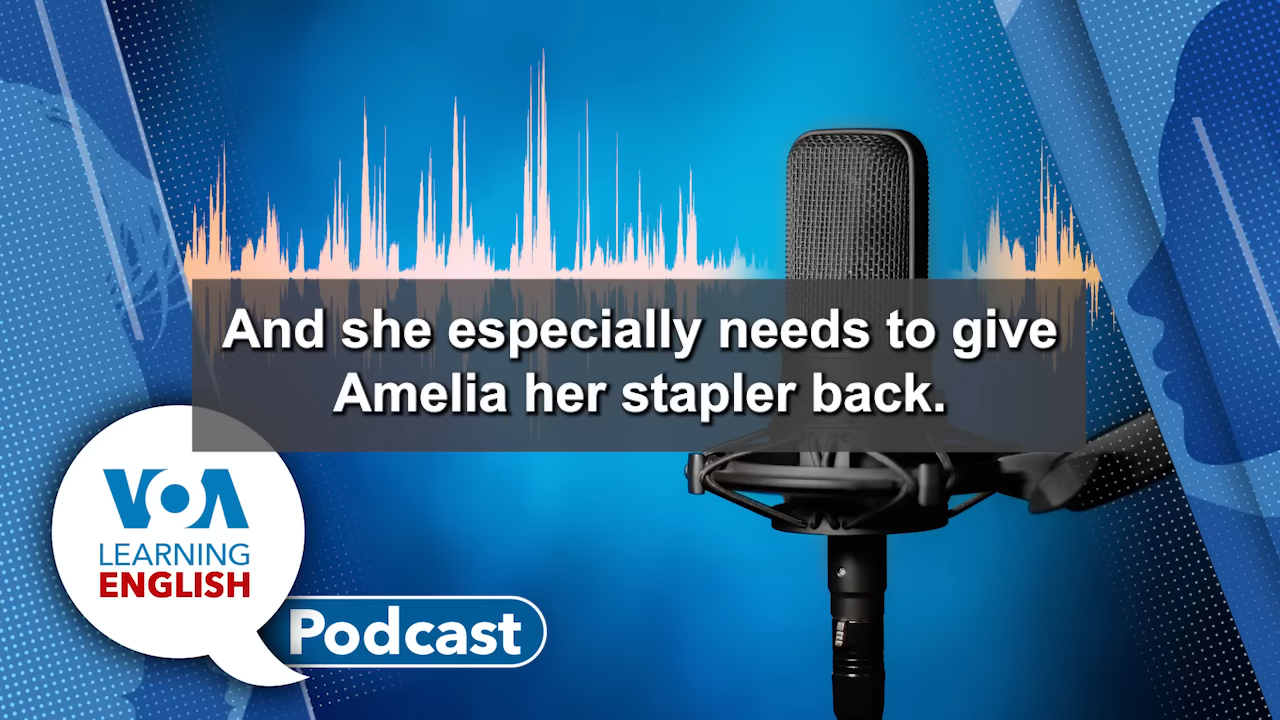 And she especially needs to give
Amelia her stapler back.
VOA
LEARNING
ENGLISH
Podcast